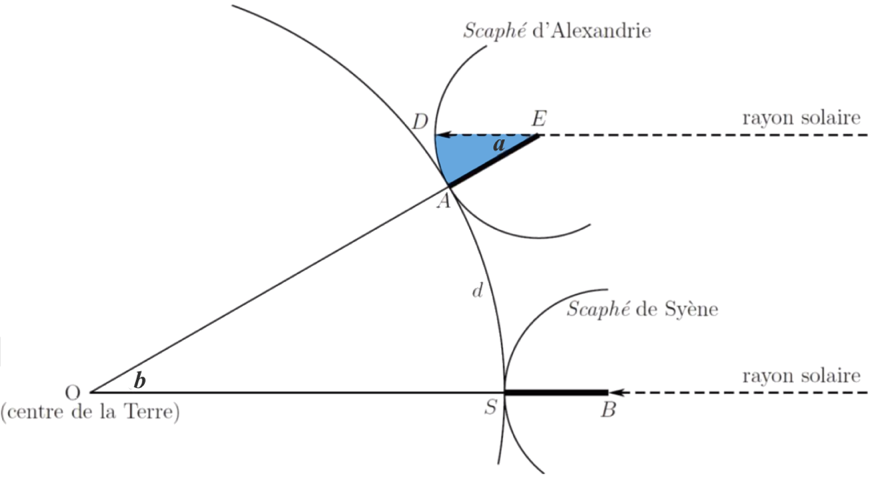 Scaphé d'Alexandrie
D
E
rayon solaire
a
A
d
Scaphé de Syène
b
rayon solaire
O
(centre de la Terre)
S
B